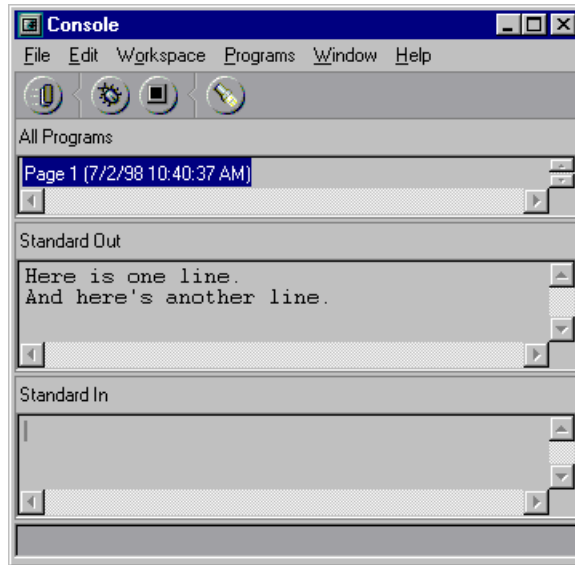 Console
File Edit Workspace Programs Window Help
All Programs
Page 1 (7/2/98 10:40:37 AM)
Standard Out
Here is one line.
And here's another line.
Standard In